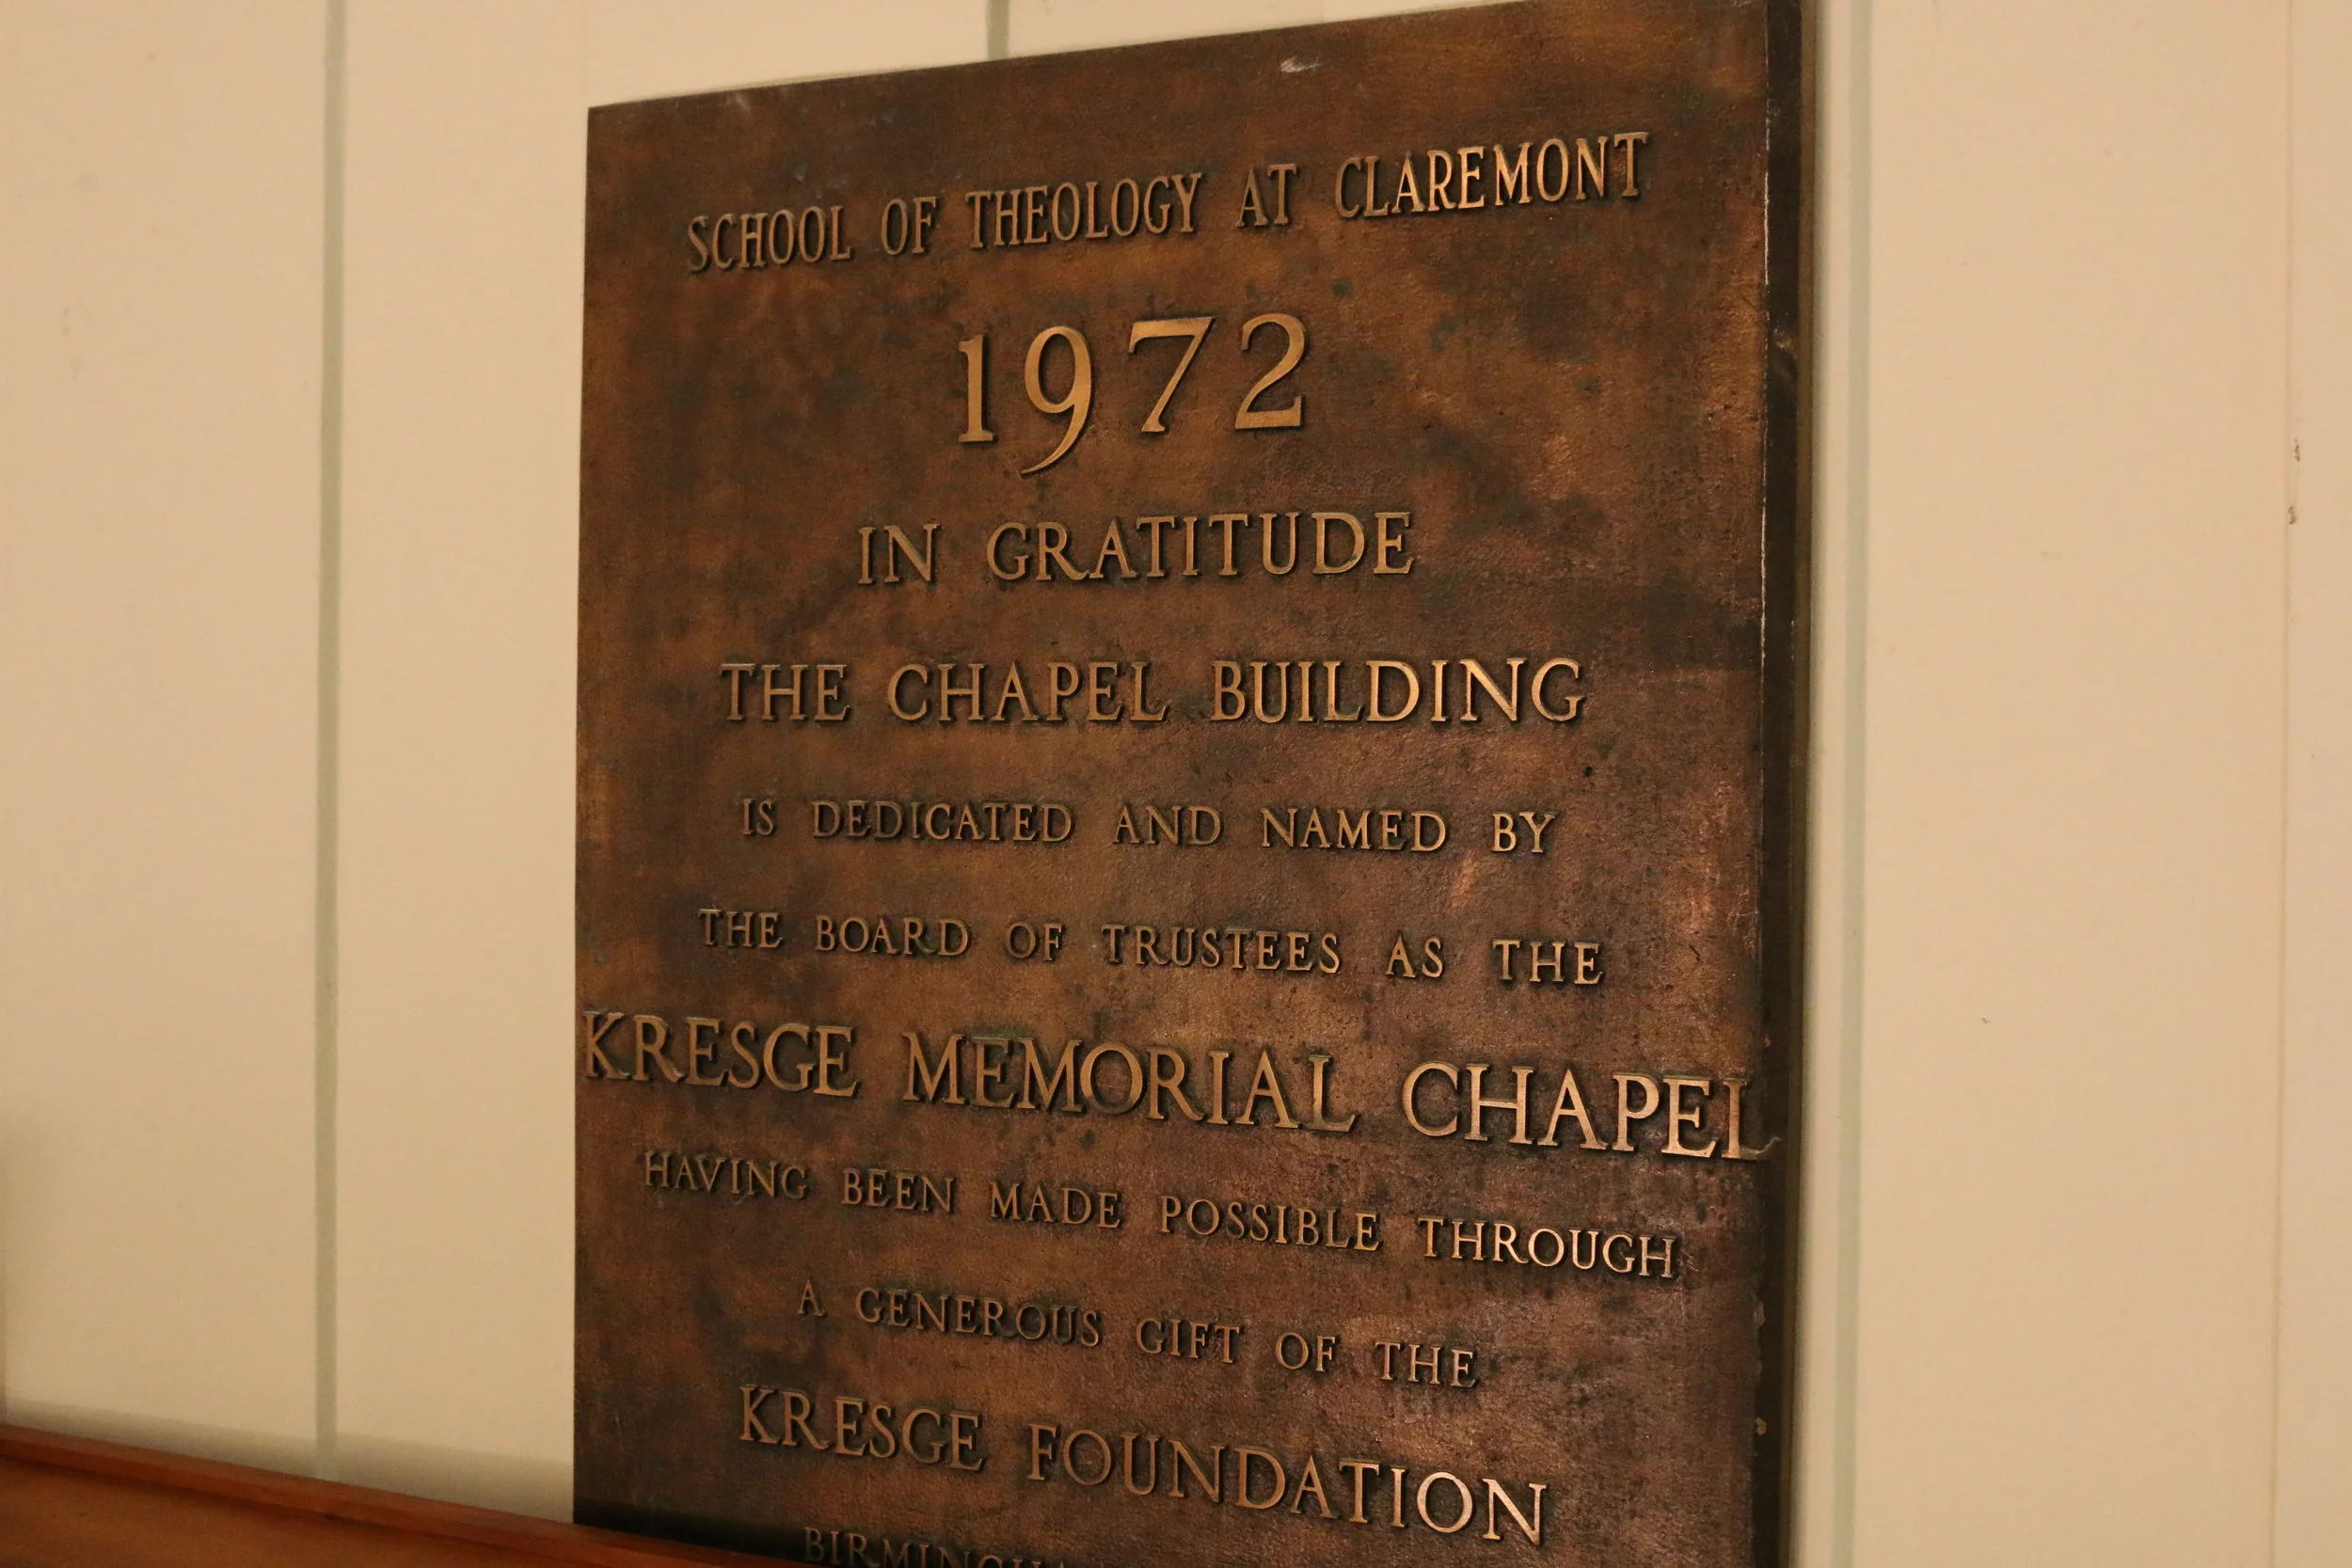 SCHOOL OF THEOLOGY AT CLAREMONT
1972
IN GRATITUDE
THE CHAPEL BUILDING
IS DEDICATED AND NAMED BY
THE BOARD OF TRUSTEES AS THE
KRESGE MEMORIAL CHAPEL
HAVING BEEN MADE POSSIBLE THROUGH
A GENEROUS GIFT OF THE
KRESGE FOUNDATION